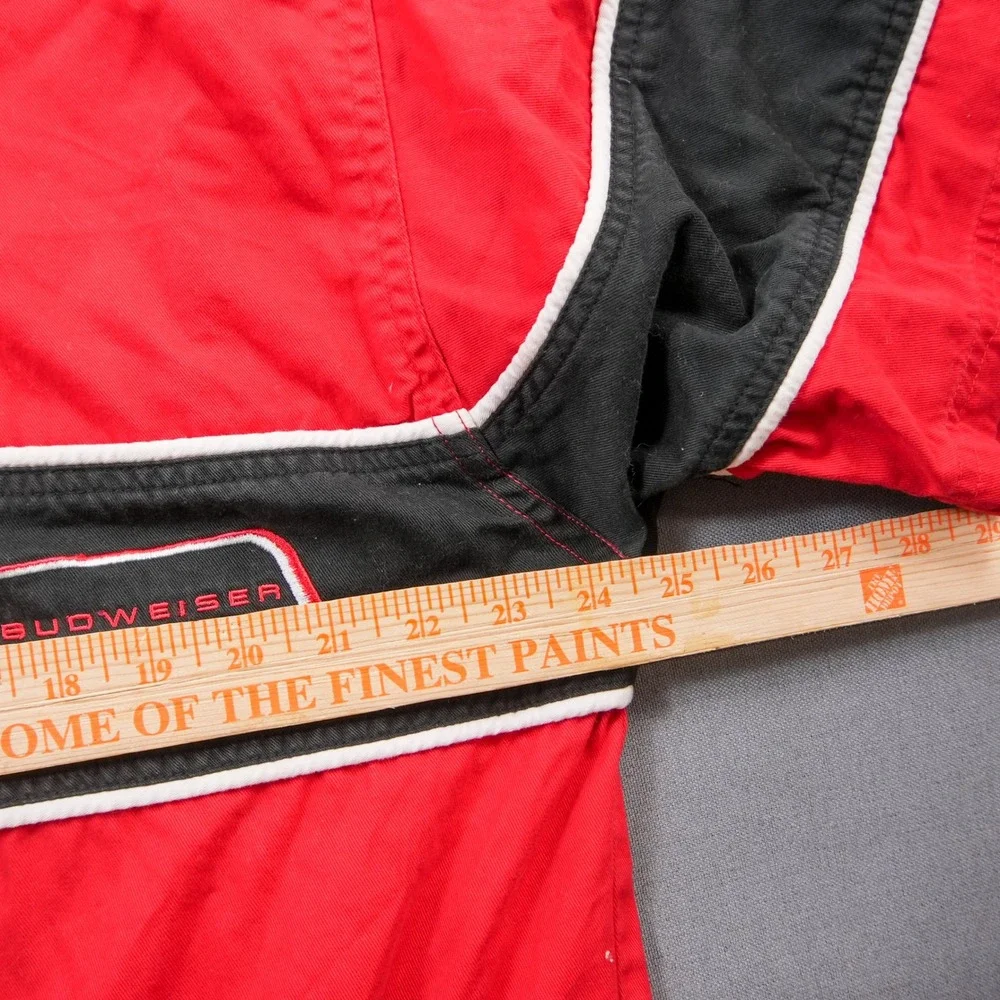 BUDWEISER
18 19 20 21 22 23 24 25 26 27 28
OME OF THE FINEST PAINTS